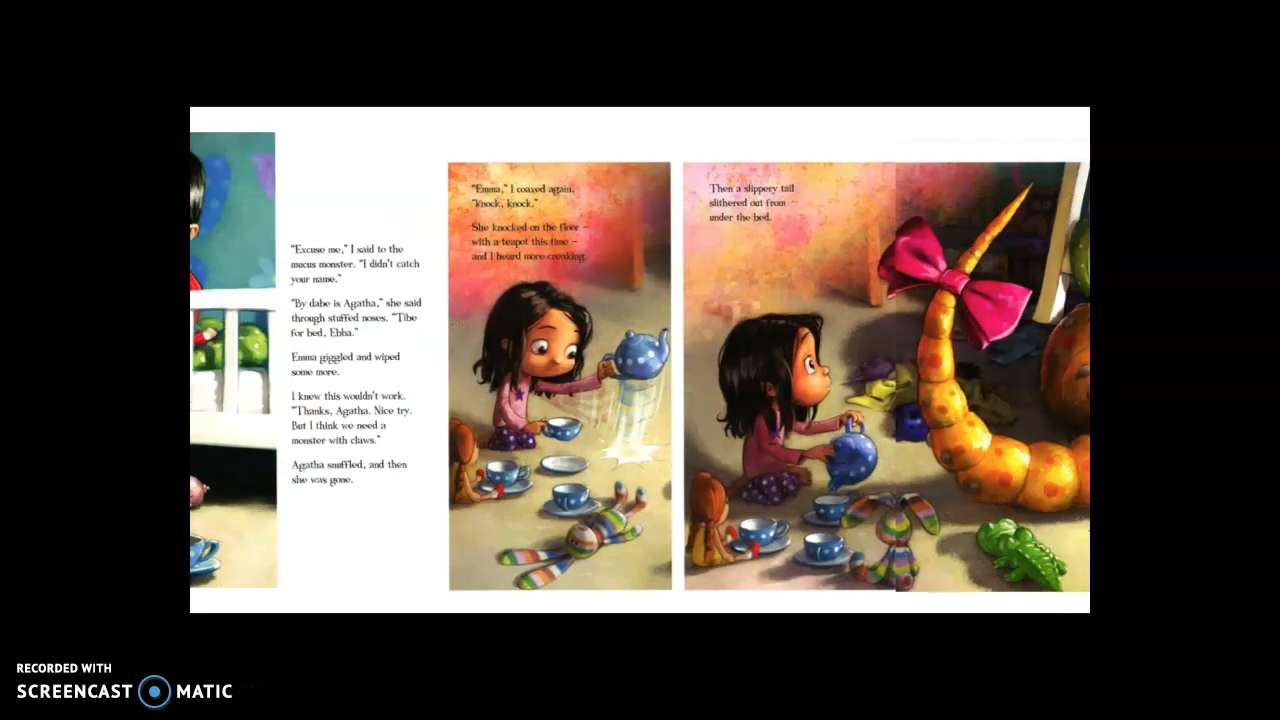 "Excuse me," I said to the
mucus monster. "I didn't catch
your name."
"By dabe is Agatha," she said
through stuffed noses. "Tibe
for bed, Ebba."
Emma giggled and wiped
some more.
I knew this wouldn't work.
"Thanks, Agatha. Nice try.
But I think we need a
monster with claws."
Agatha snuffled, and then
she was gone.
"Emma," I coaxed again,
"knock, knock."
She knocked on the floor –
with a teapot this time –
and I heard more creaking.
Then a slippery tail
slithered out from
under the bed.
RECORDED WITH
SCREENCAST MATIC